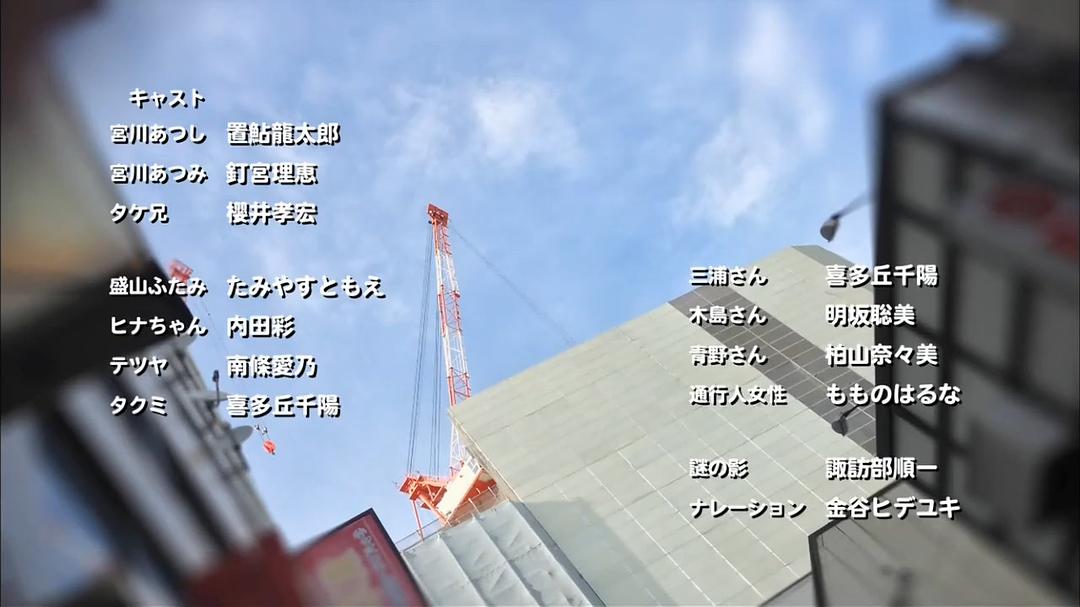 キャスト
宮川あつし 置鮎龍太郎
宮川あつみ 釘宮理恵
タケ兄 櫻井孝宏
盛山ふたみ たみやすともえ
ヒナちゃん 内田彩
テツヤ 南條愛乃
タクミ 喜多丘千陽
三浦さん 喜多丘千陽
木島さん 明坂聡美
青野さん 柏山奈々美
通行人女性 もものはるな
謎の影 諏訪部順一
ナレーション 金谷ヒデユキ